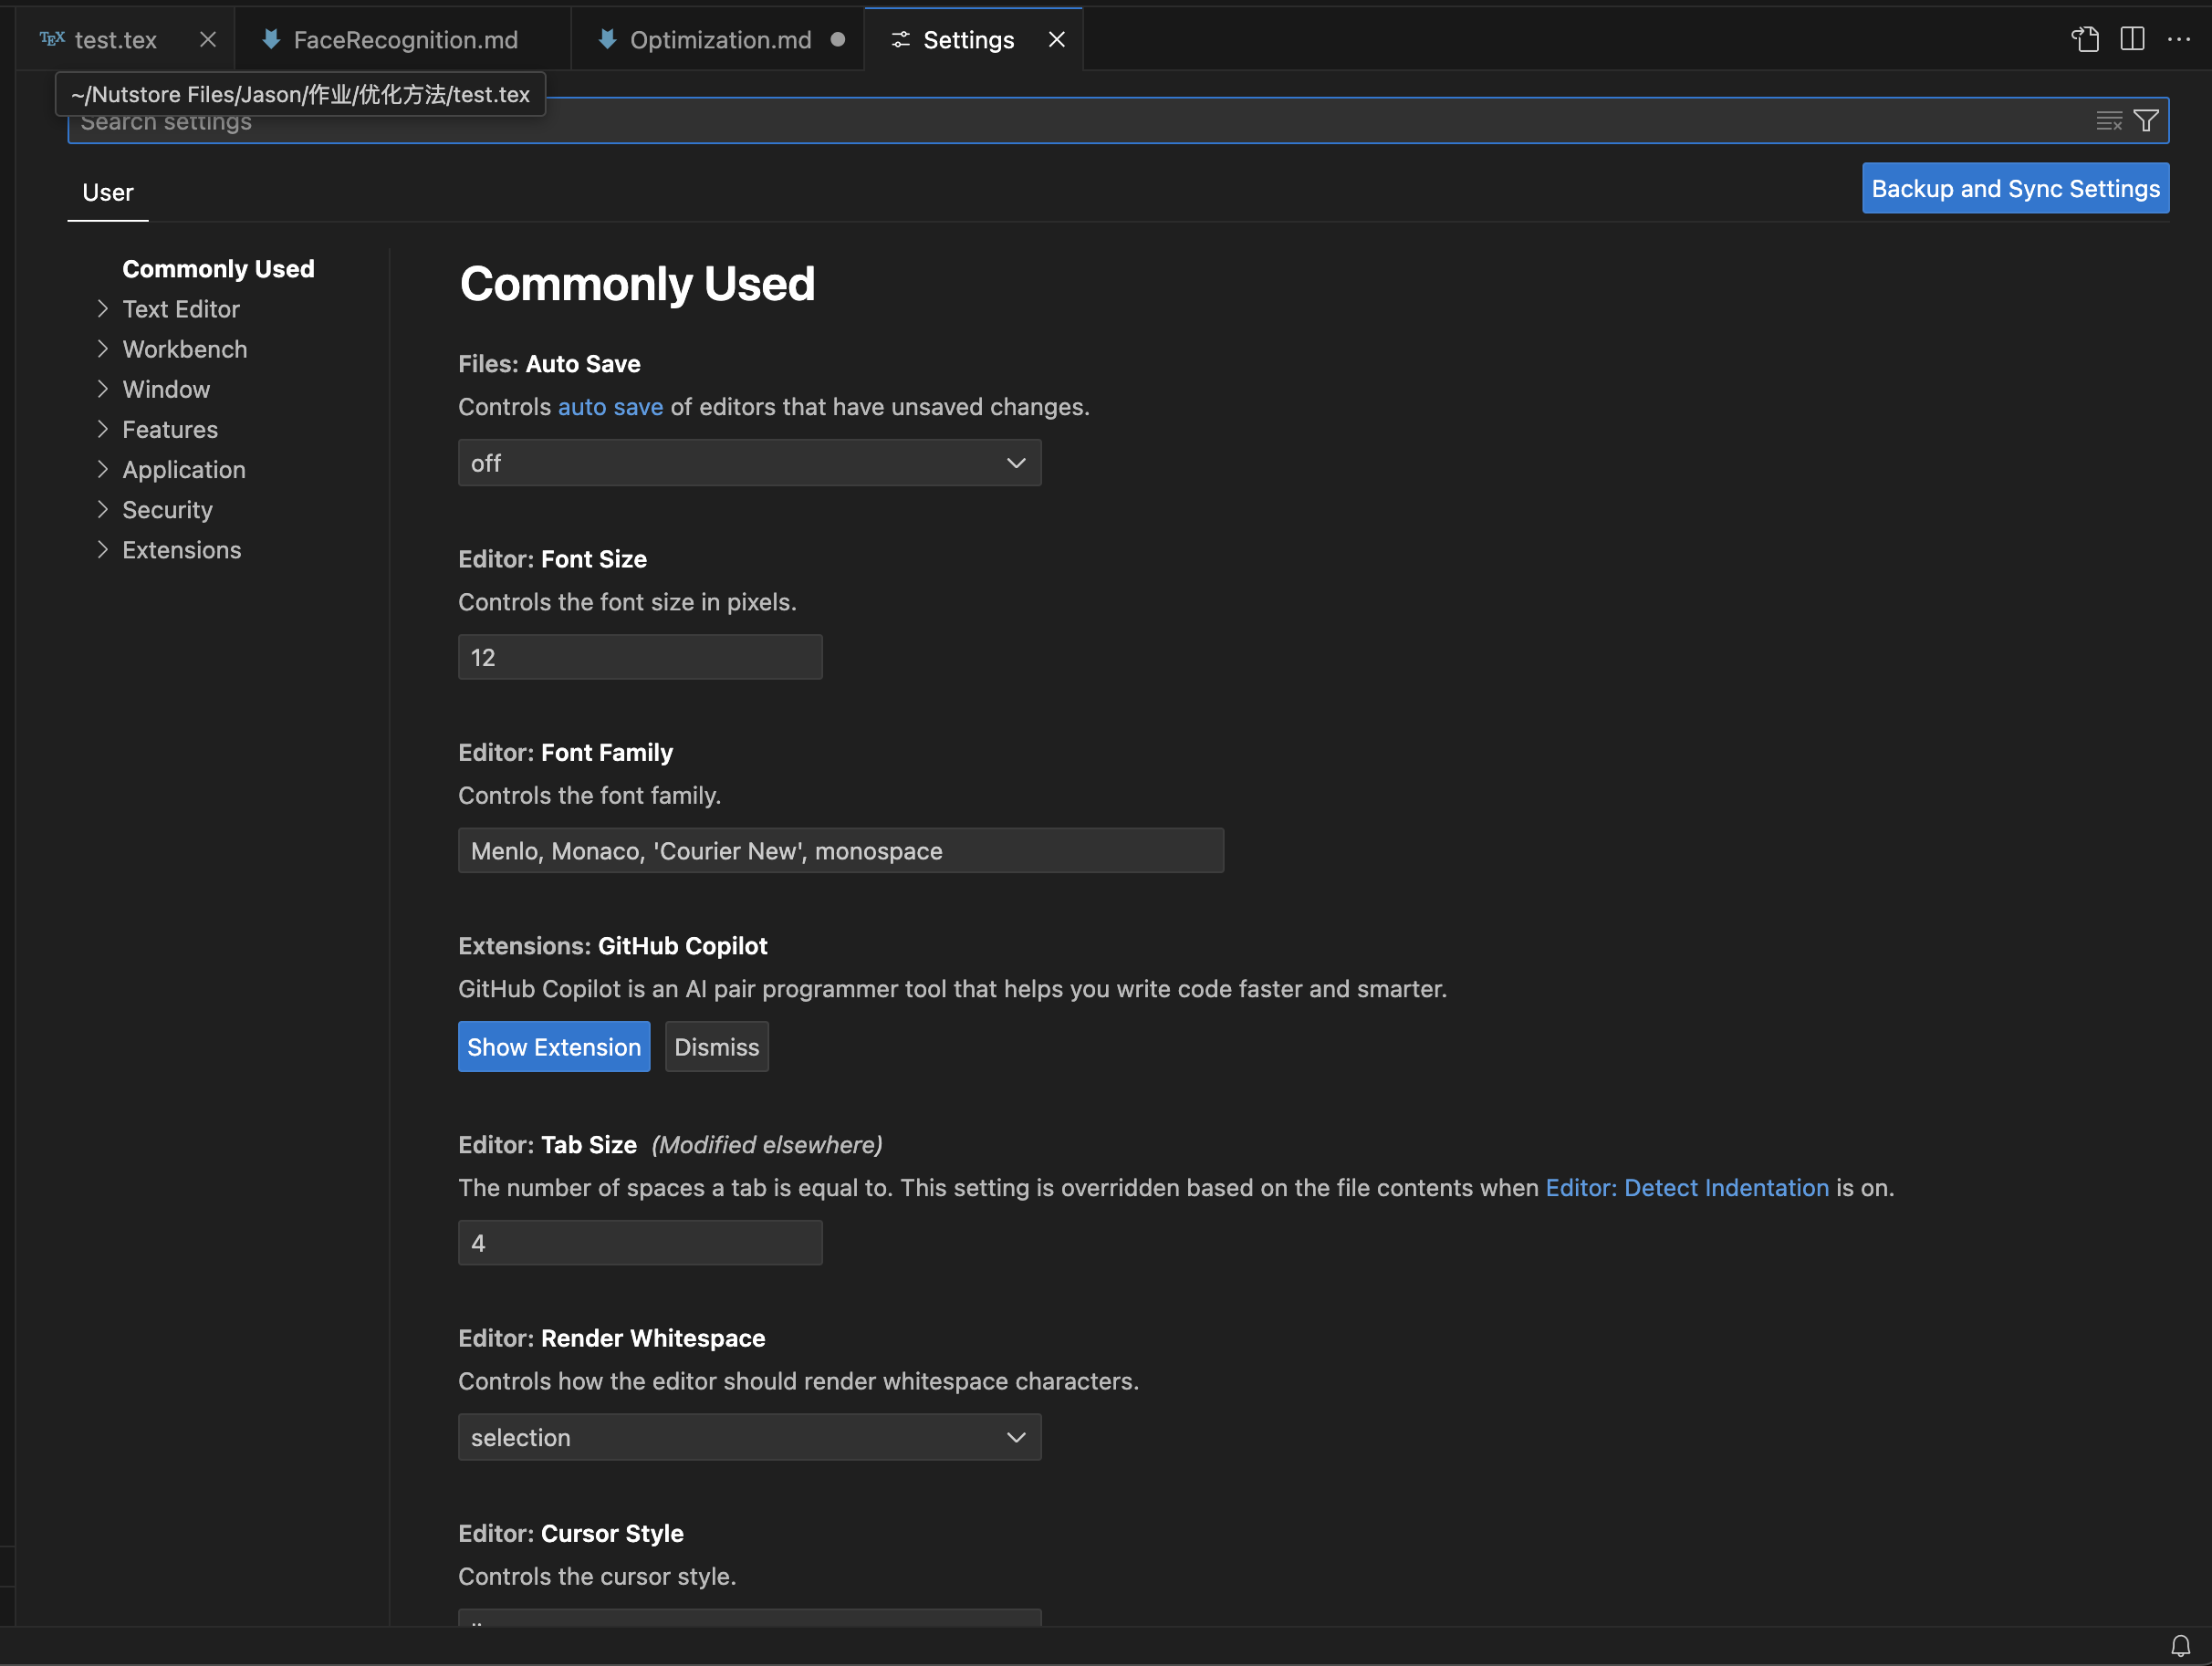 TEX test.tex
FaceRecognition.md
Optimization.md
Settings
~/Nutstore Files/Jason/作业/优化方法/test.tex
Search settings
User
Backup and Sync Settings
Commonly Used
Text Editor
Workbench
Window
Features
Application
Security
Extensions
Commonly Used
Files: Auto Save
Controls auto save of editors that have unsaved changes.
off
Editor: Font Size
Controls the font size in pixels.
12
Editor: Font Family
Controls the font family.
Menlo, Monaco, 'Courier New', monospace
Extensions: GitHub Copilot
GitHub Copilot is an AI pair programmer tool that helps you write code faster and smarter.
Show Extension
Dismiss
Editor: Tab Size (Modified elsewhere)
The number of spaces a tab is equal to. This setting is overridden based on the file contents when Editor: Detect Indentation is on.
4
Editor: Render Whitespace
Controls how the editor should render whitespace characters.
selection
Editor: Cursor Style
Controls the cursor style.